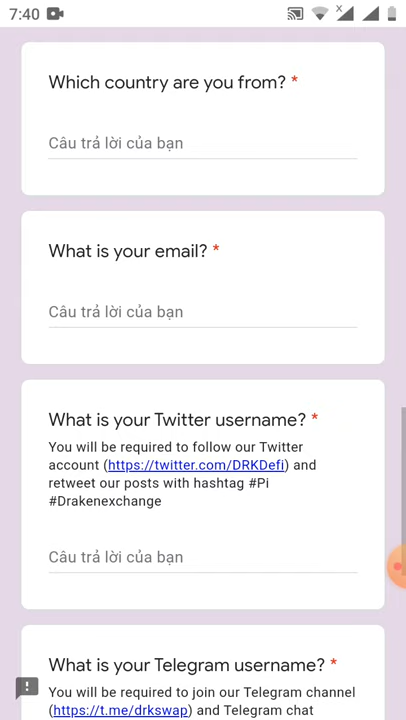 7:40
Which country are you from? *
Câu trả lời của bạn
What is your email? *
Câu trả lời của bạn
What is your Twitter username? *
You will be required to follow our Twitter
account (https://twitter.com/DRKDefi) and
retweet our posts with hashtag #Pi
#Drakenexchange
Câu trả lời của bạn
What is your Telegram username? *
You will be required to join our Telegram channel
(https://t.me/drkswap) and Telegram chat